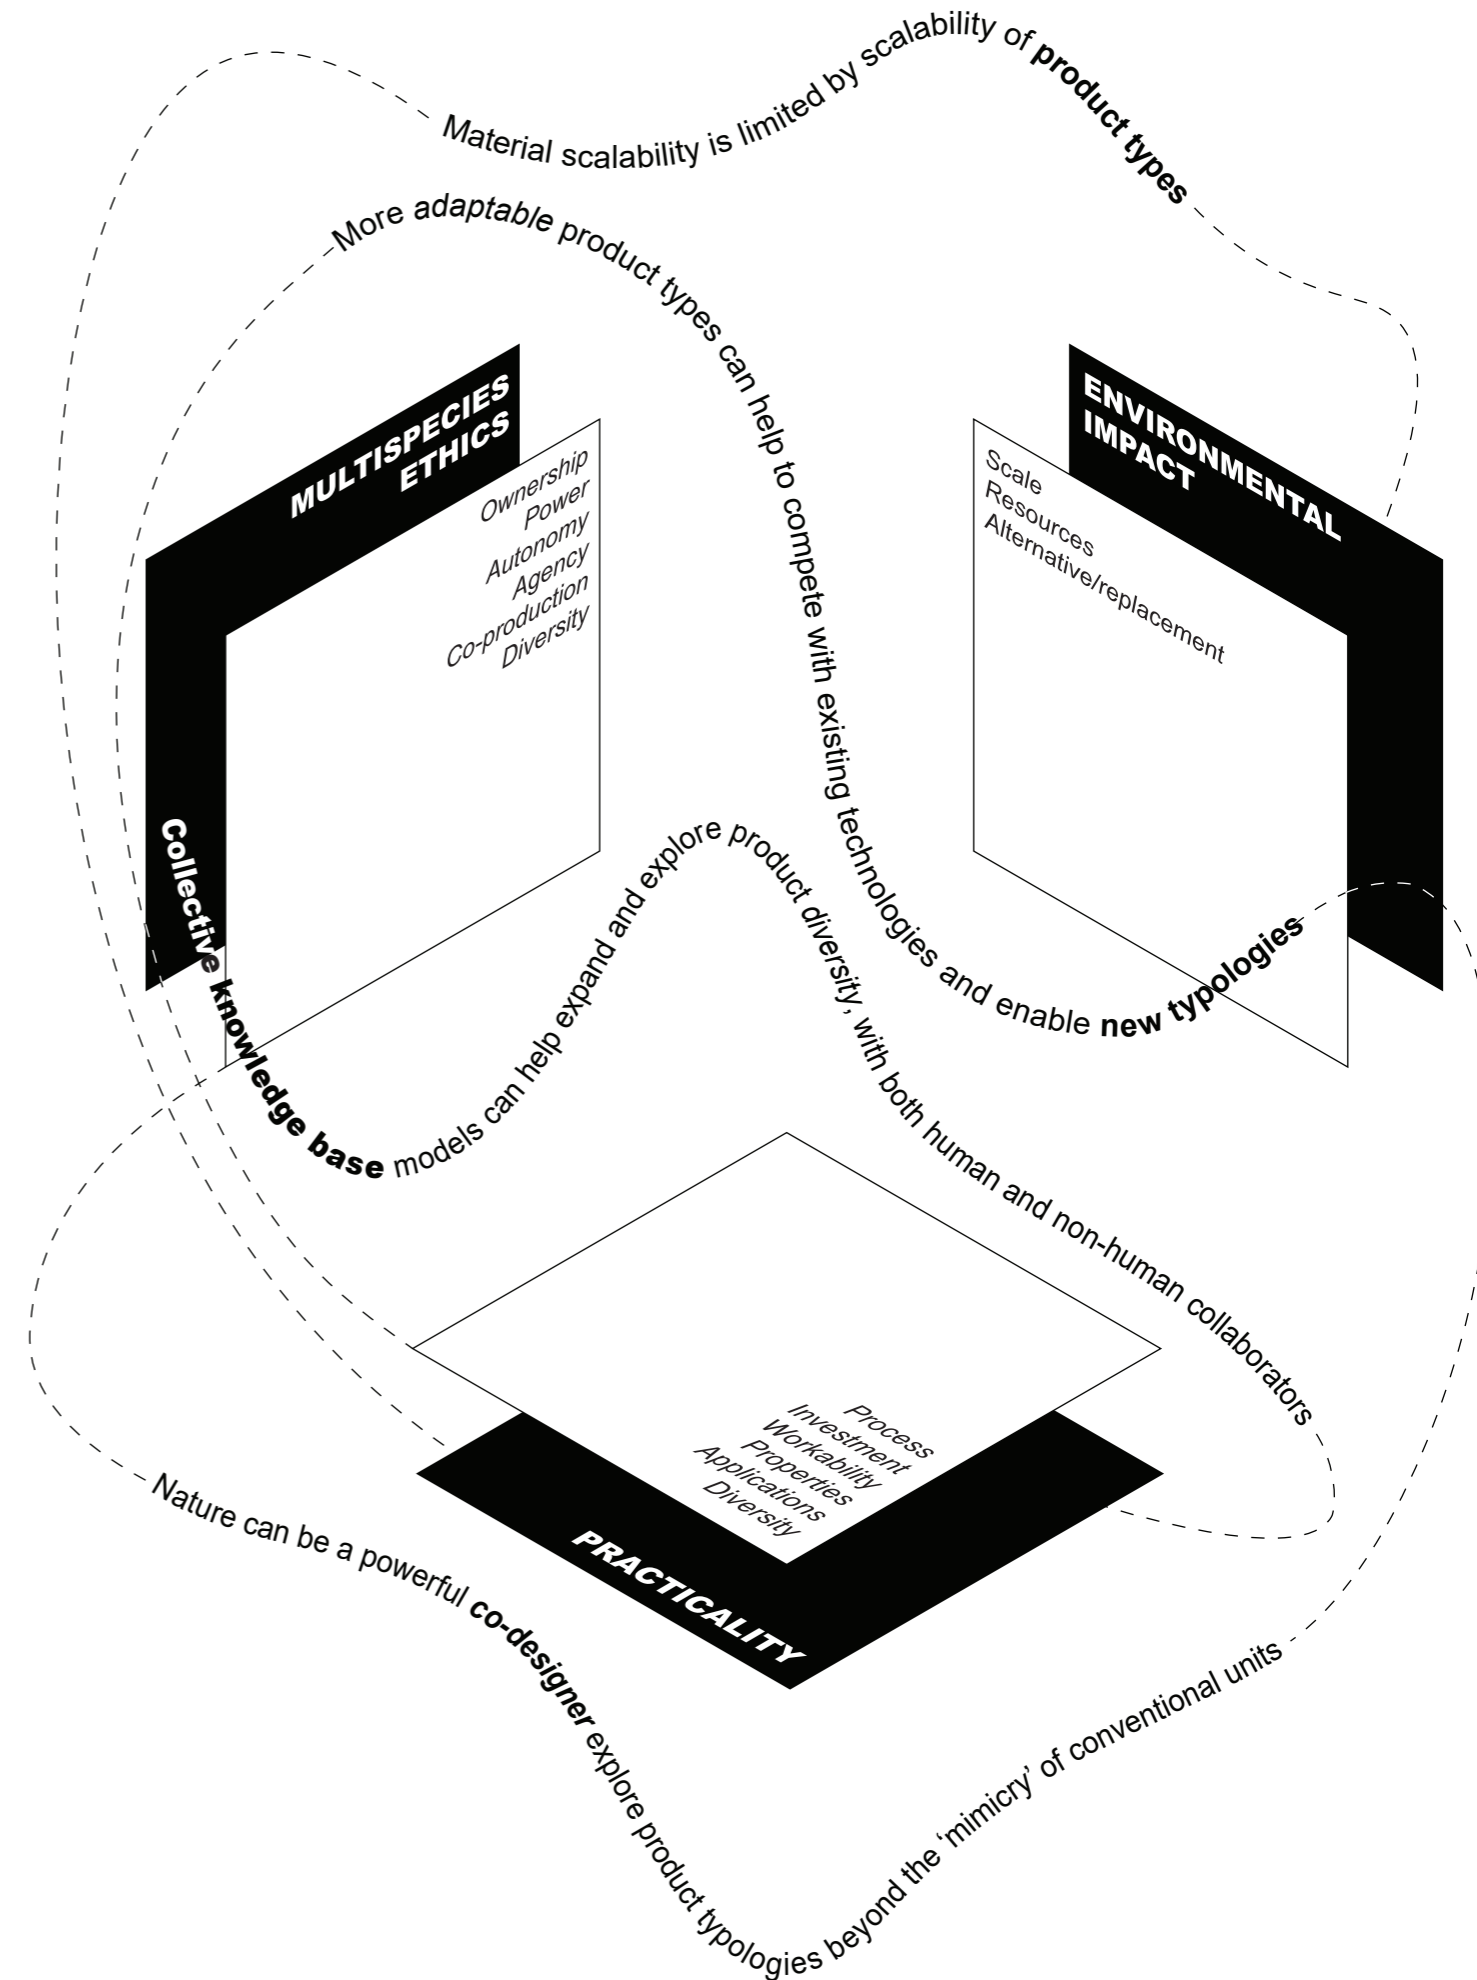 Material scalability is limited by scalability of product types
More adaptable product types can help to compete with existing technologies and enable new typologies
MULTISPECIES
ETHICS
Ownership
Power
Autonomy
Agency
Co-production
Diversity
ENVIRONMENTAL
IMPACT
Scale
Resources
Alternative/replacement
Collective knowledge base models can help expand and explore product diversity, with both human and non-human collaborators
Process
Investment
Workability
Properties
Applications
Diversity
PRACTICALITY
Nature can be a powerful co-designer explore product typologies beyond the ‘mimicry’ of conventional units